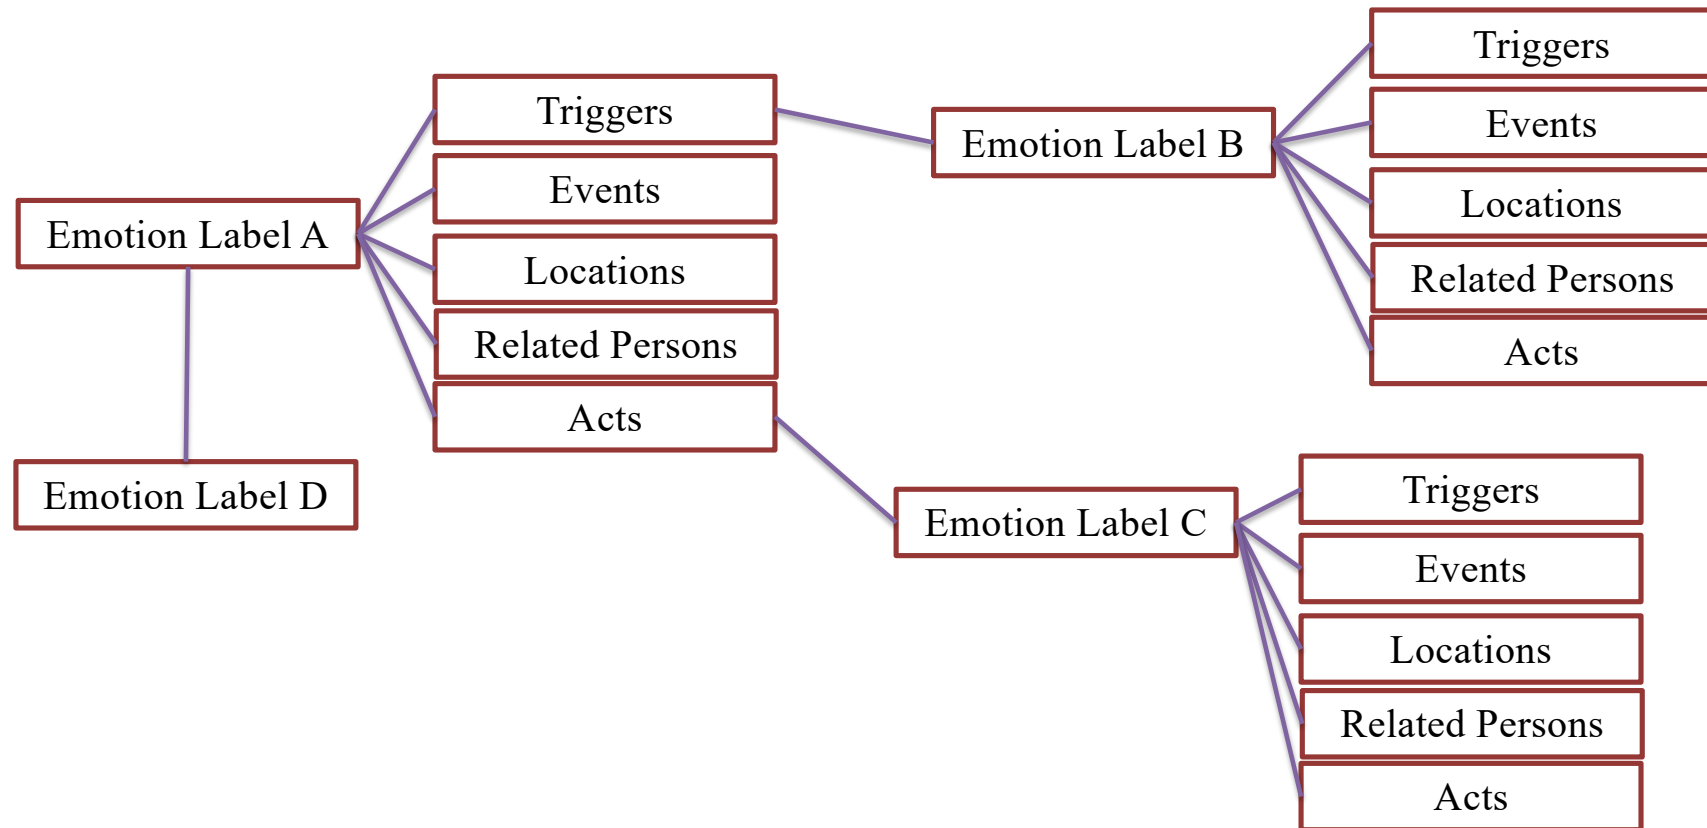 Emotion Label A
Triggers
Events
Locations
Related Persons
Acts
Emotion Label D
Emotion Label B
Triggers
Events
Locations
Related Persons
Acts
Emotion Label C
Triggers
Events
Locations
Related Persons
Acts